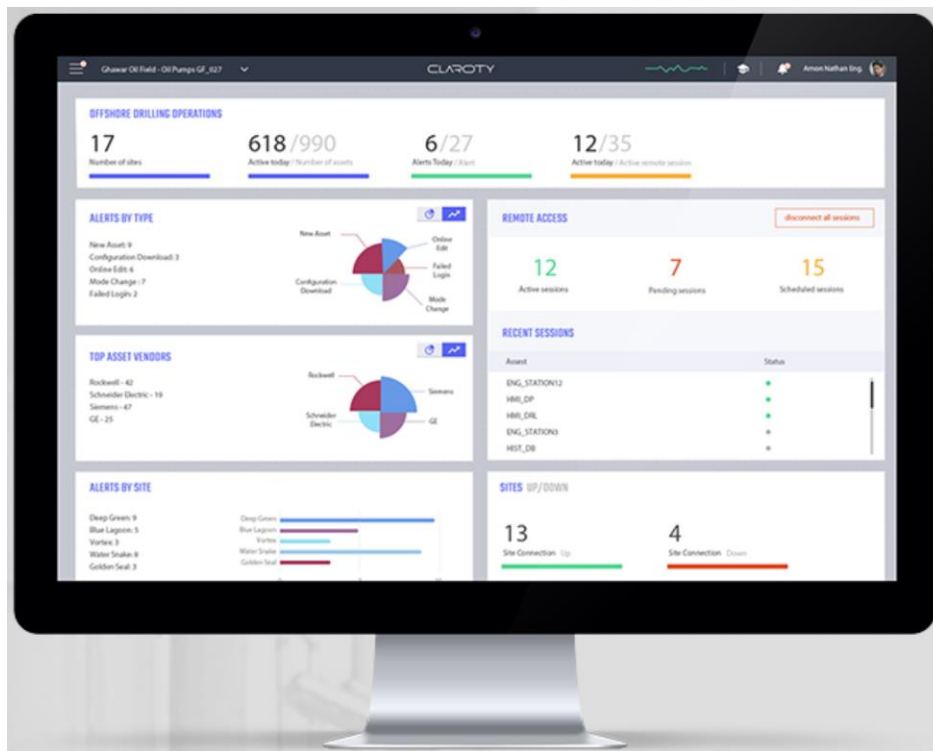 Ghawar Oil Field - Oil Pumps GF_027
CLAROTY
Arnon Nathan Eng.
OFFSHORE DRILLING OPERATIONS
17
Number of sites
618/990
Active today / Number of assets
6/27
Alerts Today / Alert
12/35
Active today / Active remote session
ALERTS BY TYPE
New Asset: 9
Configuration Download: 3
Online Edit: 6
Mode Change : 7
Failed Login: 2
New Asset
Online
Edit
Failed
Login
Configuration
Download
Mode
Change
REMOTE ACCESS
disconnect all sessions
12
Active sessions
7
Pending sessions
15
Scheduled sessions
RECENT SESSIONS
Assest
Status
ENG_STATION12
HMI_DP
HMI_DRL
ENG_STATION3
HIST_DB
TOP ASSET VENDORS
Rockwell - 42
Schneider Electric - 19
Siemens - 47
GE - 25
Rockwell
Siemens
Schneider
Electric
GE
ALERTS BY SITE
Deep Green: 9
Blue Lagoon: 5
Vortex: 3
Water Snake: 8
Golden Seal: 3
Deep Green
Blue Lagoon
Vortex
Water Snake
Golden Seal
SITES UP/DOWN
13
Site Connection Up
4
Site Connection Down